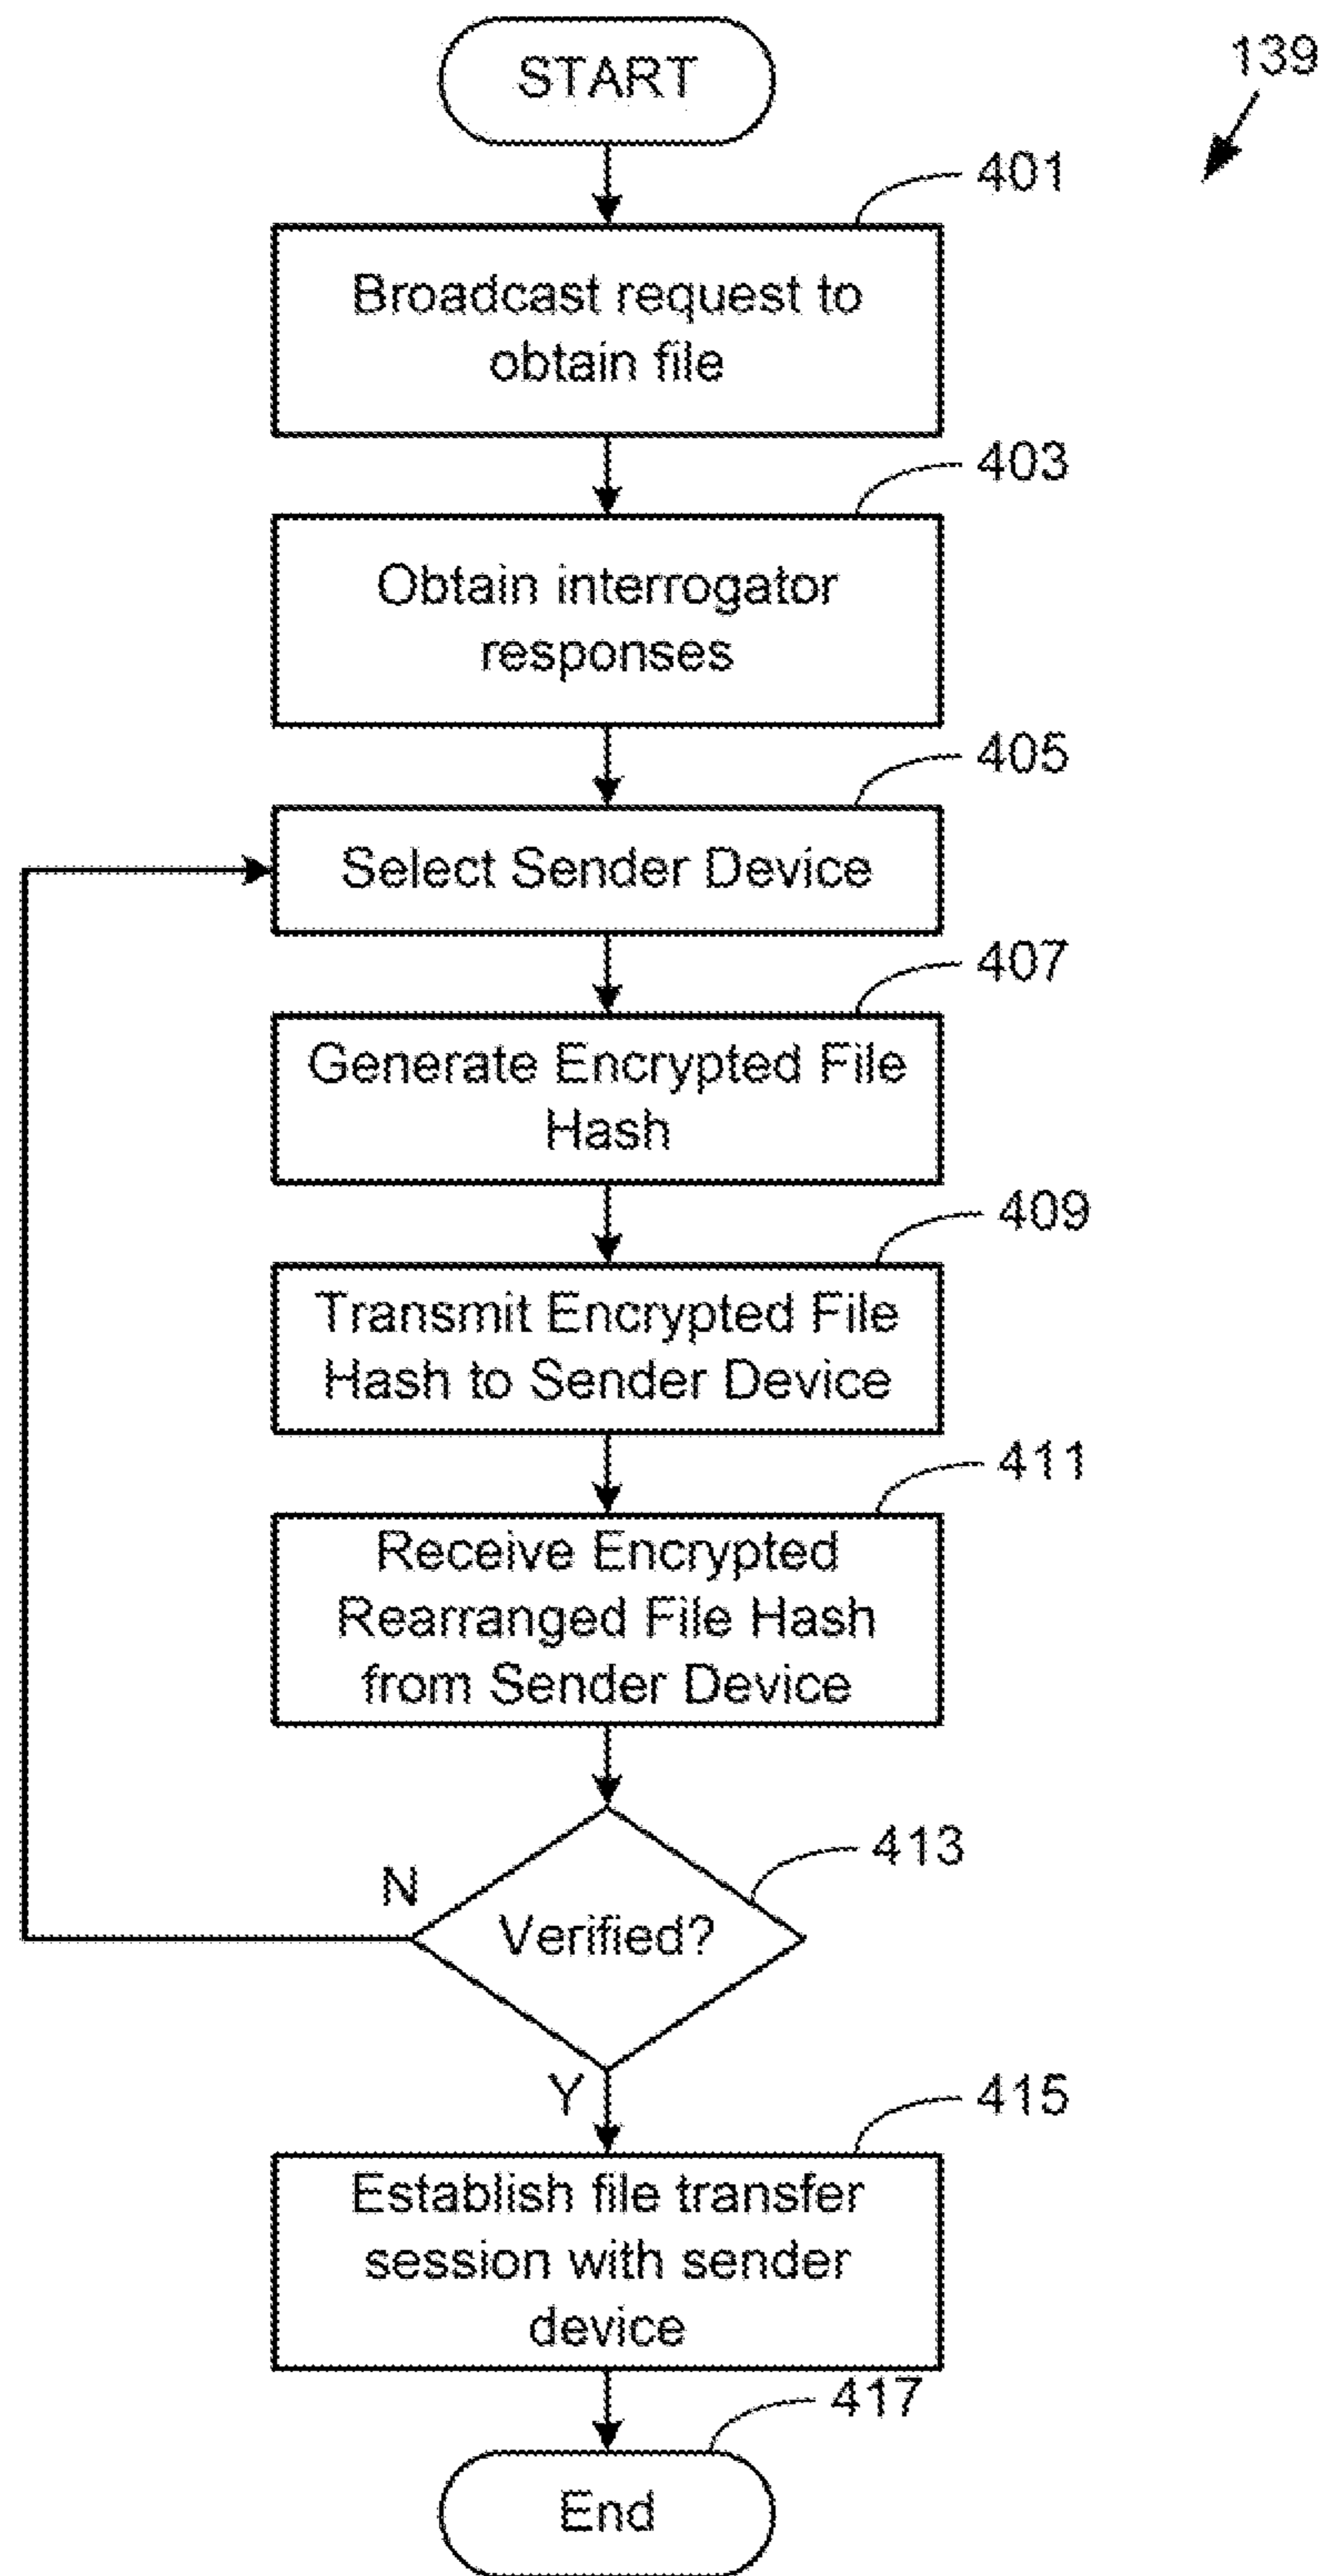 START
139
401
Broadcast request to
obtain file
403
Obtain interrogator
responses
405
Select Sender Device
407
Generate Encrypted File
Hash
409
Transmit Encrypted File
Hash to Sender Device
411
Receive Encrypted
Rearranged File Hash
from Sender Device
413
N
Verified?
Y
415
Establish file transfer
session with sender
device
417
End